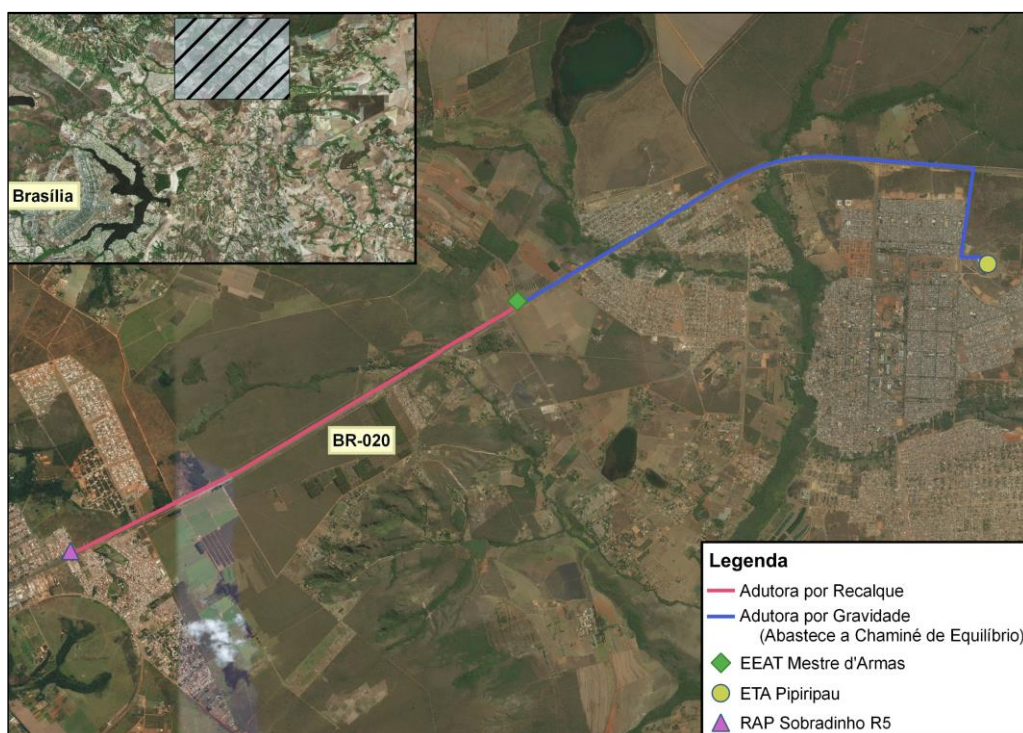 Brasília
BR-020
Legenda
Adutora por Recalque
Adutora por Gravidade
(Abastece a Chaminé de Equilíbrio)
EEAT Mestre d'Armas
ETA Pipiripau
RAP Sobradinho R5